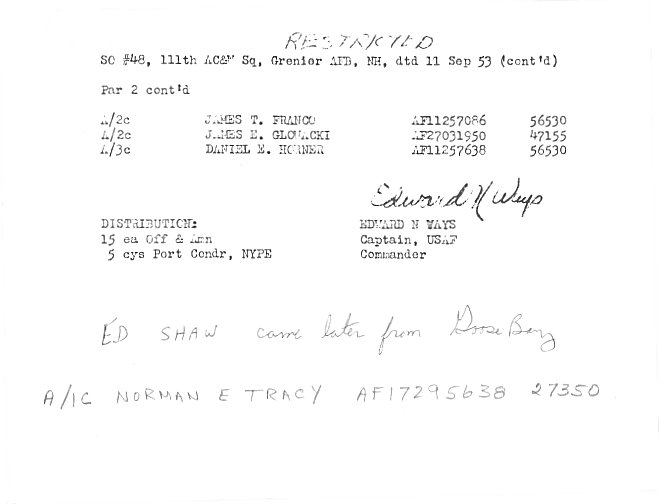 RESTRICTED
SO #48, 111th AC&W Sq, Grenier AFB, NH, dtd 11 Sep 53 (cont'd)
Par 2 cont'd
A/2c JAMES T. FRANCO AF11257086 56530
A/2c JAMES E. GLOWACKI AF27031950 47155
A/3c DANIEL E. HORNER AF11257638 56530
Edward N Ways
DISTRIBUTION: EDWARD N WAYS
15 ea Off & Amn Captain, USAF
5 cys Port Comdr, NYPE Commander
ED SHAW came later from Goose Bay
A/1C NORMAN E TRACY AF17295638 27350